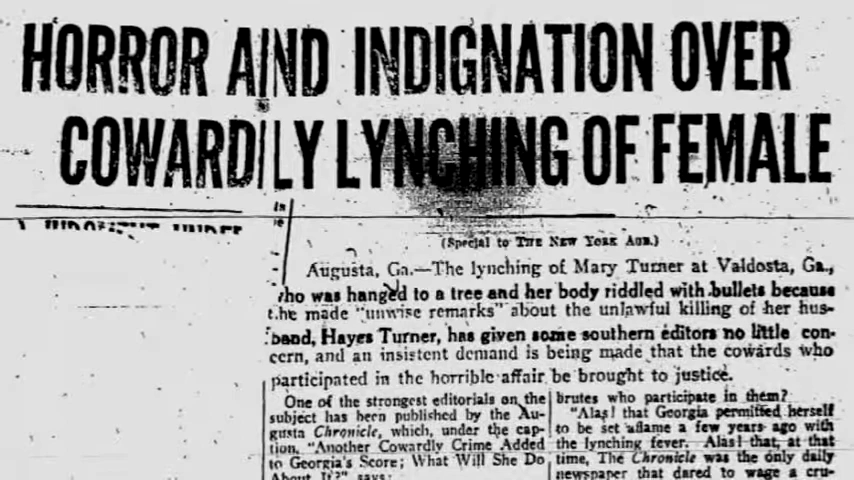 HORROR AND INDIGNATION OVER
COWARDILY LYNCHING OF FEMALE
(Special to THE NEW YORK AGE.)
Augusta, Ga.—The lynching of Mary Turner at Valdosta, Ga.,
who was hanged to a tree and her body riddled with bullets because
she made "unwise remarks" about the unlawful killing of her hus-
band, Hayes Turner, has given some southern editors no little con-
cern, and an insistent demand is being made that the cowards who
participated in the horrible affair be brought to justice.
One of the strongest editorials on the
subject has been published by the Au-
gusta Chronicle, which, under the cap-
tion, "Another Cowardly Crime Added
to Georgia's Score; What Will She Do
About It?" says:
brutes who participate in them?
"Alas! that Georgia permitted herself
to be set aflame a few years ago with
the lynching fever. Alas! that, at that
time, The Chronicle was the only daily
newspaper that dared to wage a cru-